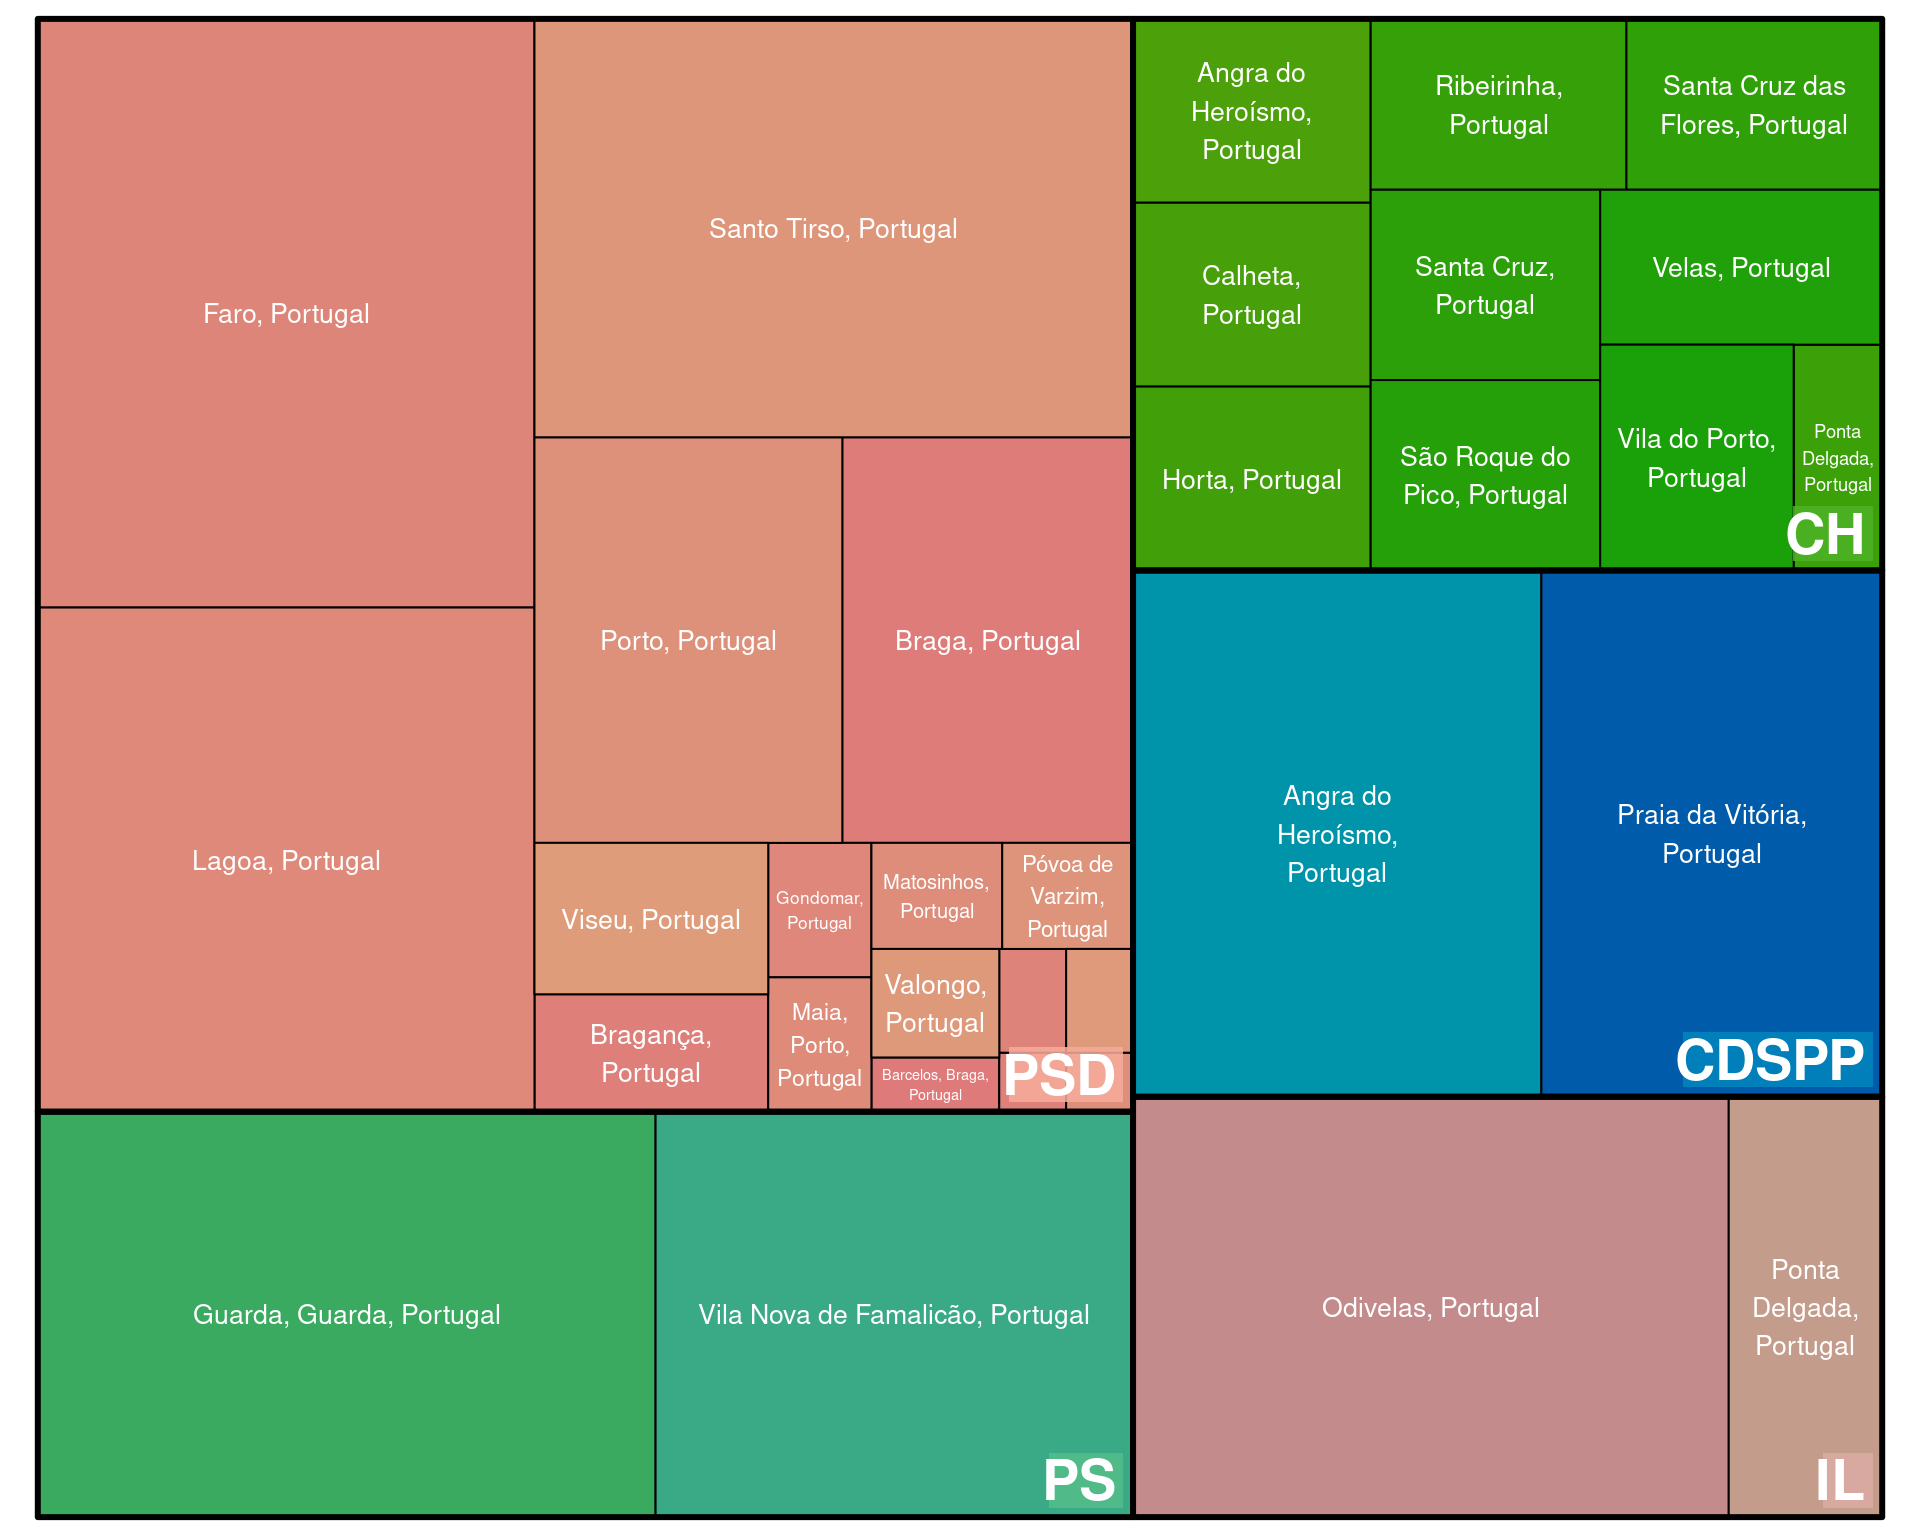 Faro, Portugal
Santo Tirso, Portugal
Lagoa, Portugal
Porto, Portugal
Braga, Portugal
Viseu, Portugal
Bragança,
Portugal
Gondomar,
Portugal
Maia,
Porto,
Portugal
Matosinhos,
Portugal
Póvoa de
Varzim,
Portugal
Valongo,
Portugal
Barcelos, Braga,
Portugal
PSD
Guarda, Guarda, Portugal
Vila Nova de Famalicão, Portugal
PS
Angra do
Heroísmo,
Portugal
Calheta,
Portugal
Horta, Portugal
Ribeirinha,
Portugal
Santa Cruz das
Flores, Portugal
Santa Cruz,
Portugal
Velas, Portugal
São Roque do
Pico, Portugal
Vila do Porto,
Portugal
Ponta
Delgada,
Portugal
CH
Angra do
Heroísmo,
Portugal
Praia da Vitória,
Portugal
CDSPP
Odivelas, Portugal
Ponta
Delgada,
Portugal
IL